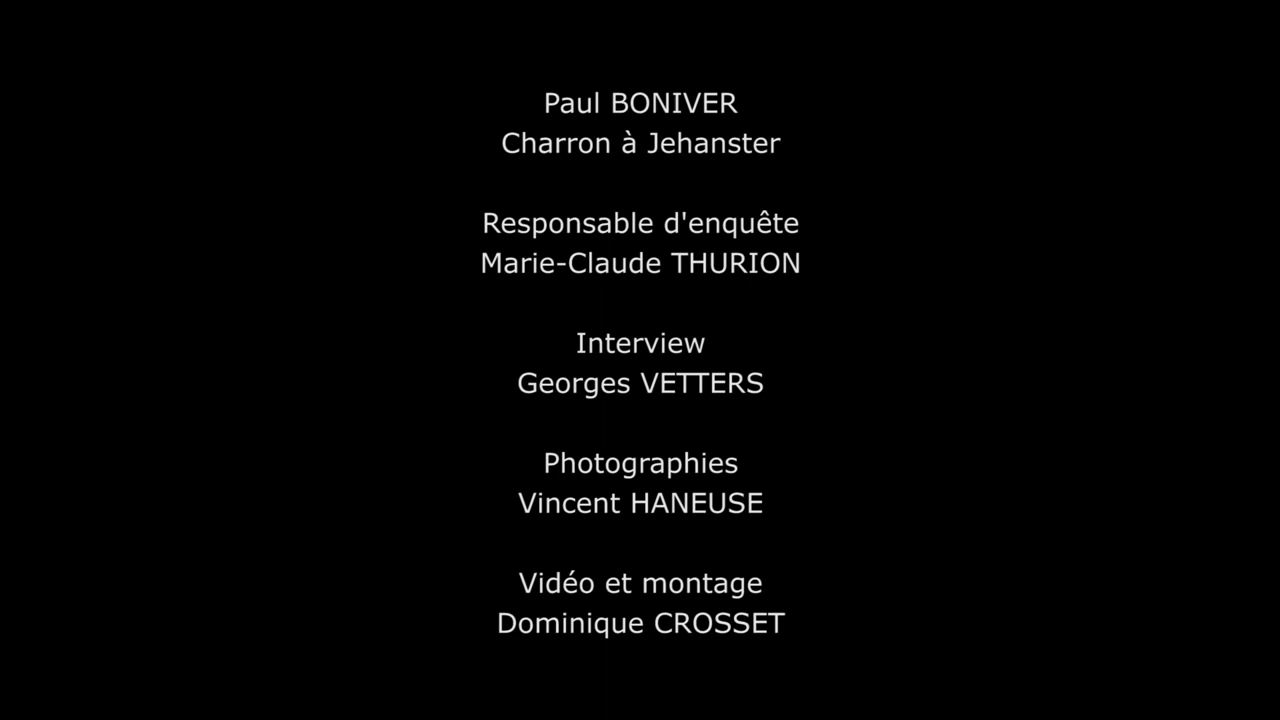 Paul BONIVER
Charron à Jehanster
Responsable d'enquête
Marie-Claude THURION
Interview
Georges VETTERS
Photographies
Vincent HANEUSE
Vidéo et montage
Dominique CROSSET